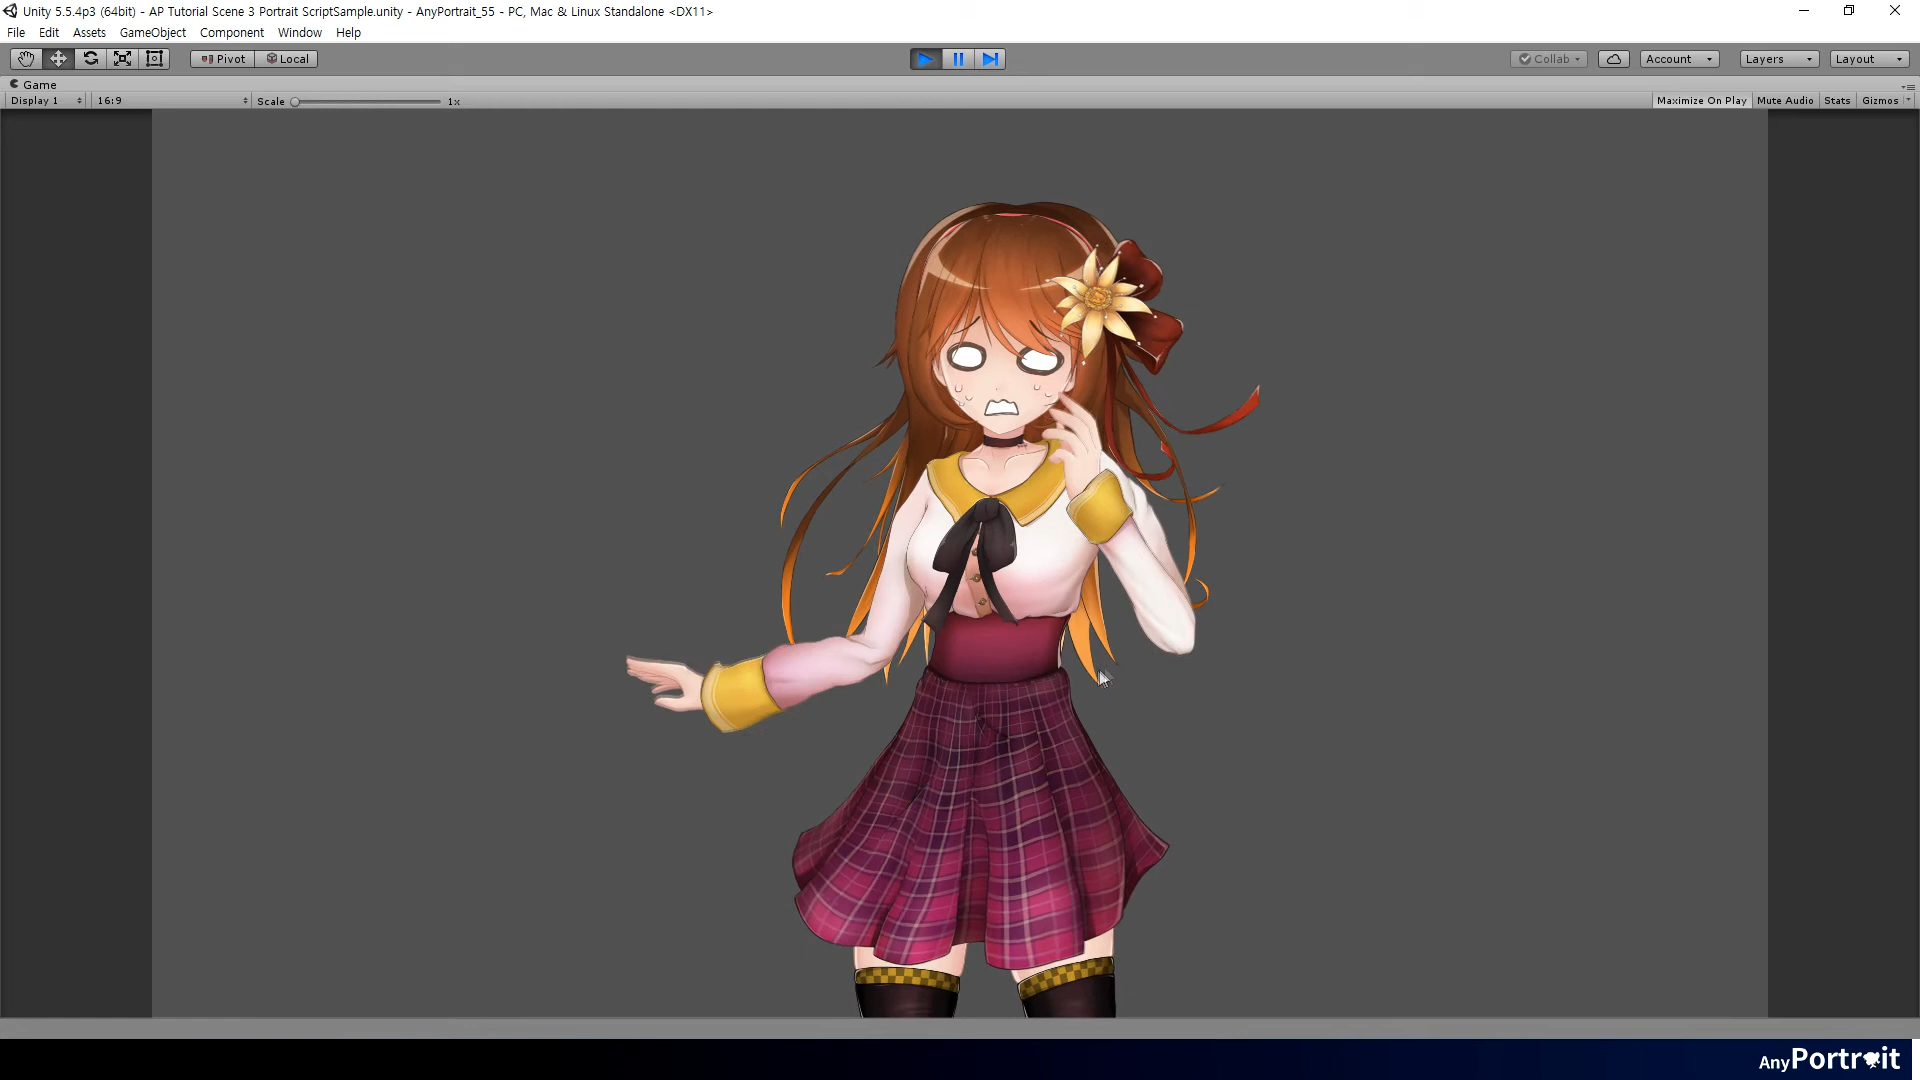 Unity 5.5.4p3 (64bit) - AP Tutorial Scene 3 Portrait ScriptSample.unity - AnyPortrait_55 - PC, Mac & Linux Standalone <DX11>
File Edit Assets GameObject Component Window Help
Pivot Local Collab Account Layers Layout
Game
Display 1 16:9 Scale 1x Maximize On Play Mute Audio Stats Gizmos
AnyPortrait